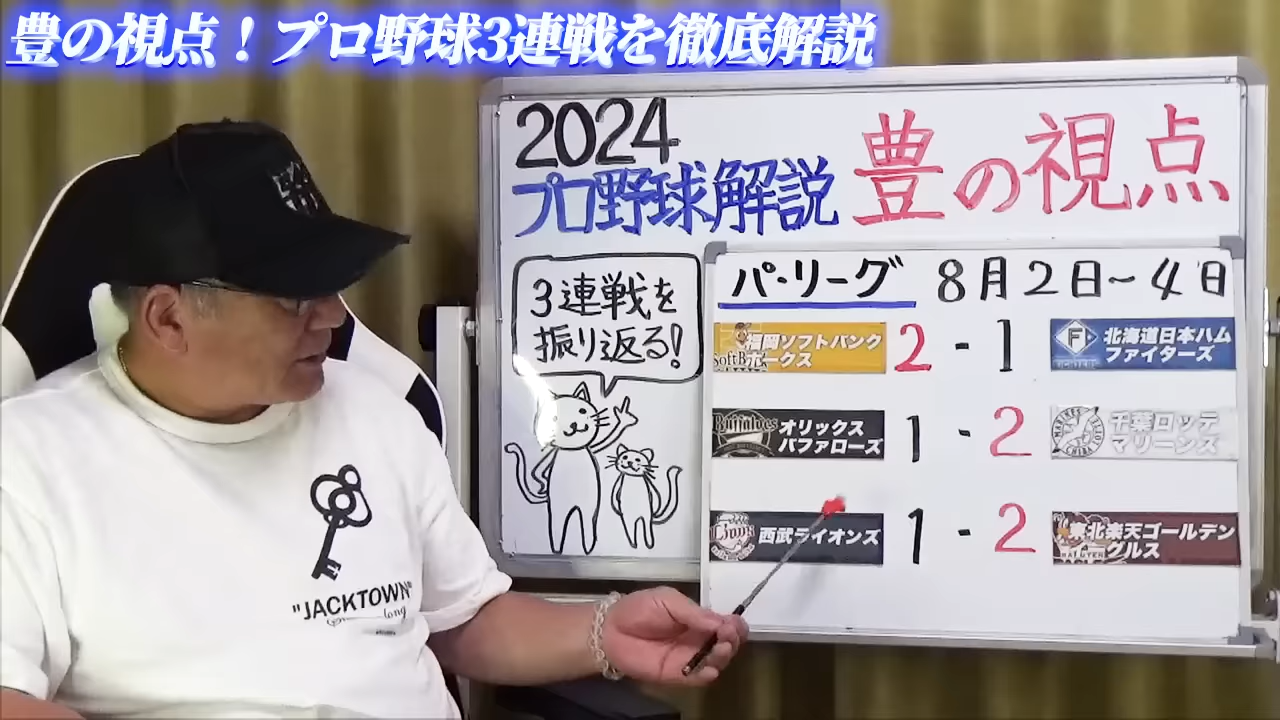 豊の視点！プロ野球3連戦を徹底解説
2024
プロ野球解説
豊の視点
3連戦を
振り返る!
パ・リーグ 8月2日~4日
福岡ソフトバンク
ホークス
2 - 1
北海道日本ハム
ファイターズ
Buffaloes
オリックス
バファローズ
1 - 2
MARINES
CHIBA LOTTE
千葉ロッテ
マリーンズ
Lions
西武ライオンズ
1 - 2
東北楽天ゴールデン
グルス
"JACKTOWN"
long